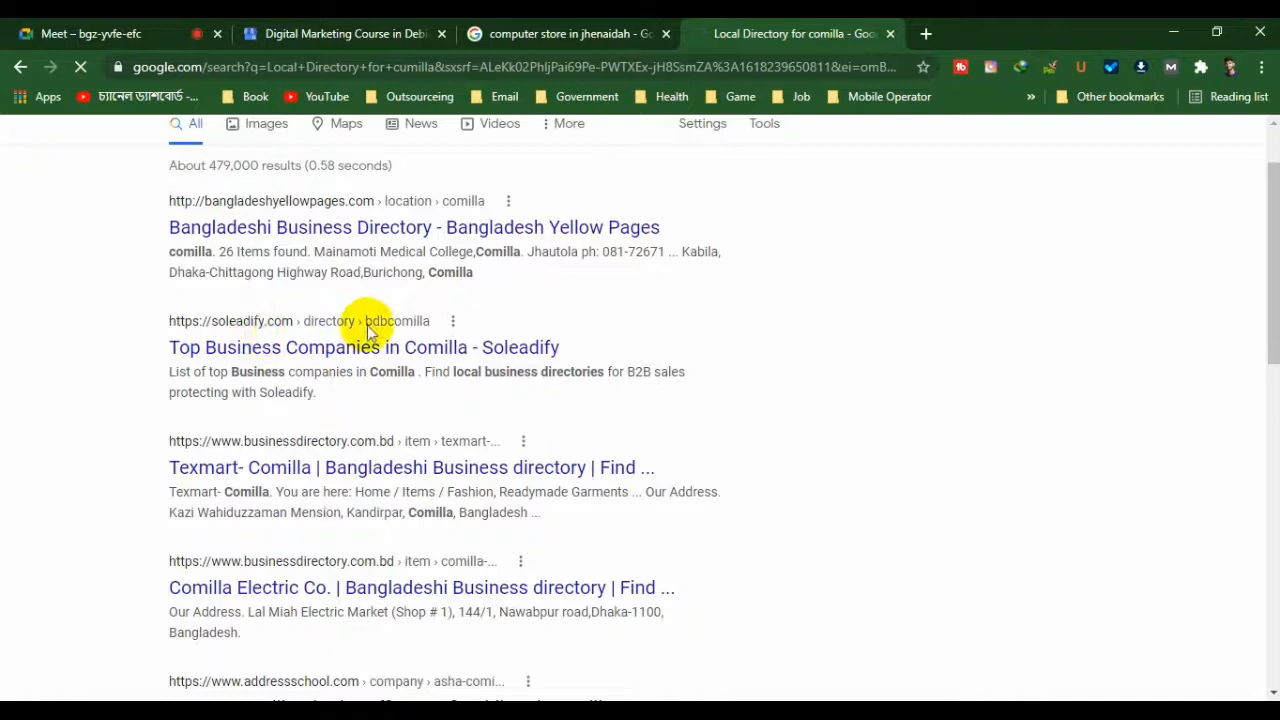 Meet – bgz-yvfe-efc
Digital Marketing Course in Debi
computer store in jhenaidah - Go
Local Directory for comilla - Goo
google.com/search?q=Local+Directory+for+cumilla&sxsrf=ALeKk02PhljPai69Pe-PWTXEx-jH8SsmZA%3A1618239650811&ei=omB...
Apps
চ্যানেল ড্যাশবোর্ড -...
Book
YouTube
Outsourceing
Email
Government
Health
Game
Job
Mobile Operator
»
Other bookmarks
Reading list
All
Images
Maps
News
Videos
More
Settings
Tools
About 479,000 results (0.58 seconds)
http://bangladeshyellowpages.com › location › comilla
Bangladeshi Business Directory - Bangladesh Yellow Pages
comilla. 26 Items found. Mainamoti Medical College,Comilla. Jhautola ph: 081-72671 ... Kabila,
Dhaka-Chittagong Highway Road,Burichong, Comilla
https://soleadify.com › directory › bdbcomilla
Top Business Companies in Comilla - Soleadify
List of top Business companies in Comilla . Find local business directories for B2B sales
protecting with Soleadify.
https://www.businessdirectory.com.bd › item › texmart-...
Texmart- Comilla | Bangladeshi Business directory | Find ...
Texmart- Comilla. You are here: Home / Items / Fashion, Readymade Garments ... Our Address.
Kazi Wahiduzzaman Mension, Kandirpar, Comilla, Bangladesh ...
https://www.businessdirectory.com.bd › item › comilla-...
Comilla Electric Co. | Bangladeshi Business directory | Find ...
Our Address. Lal Miah Electric Market (Shop # 1), 144/1, Nawabpur road,Dhaka-1100,
Bangladesh.
https://www.addressschool.com › company › asha-comi...